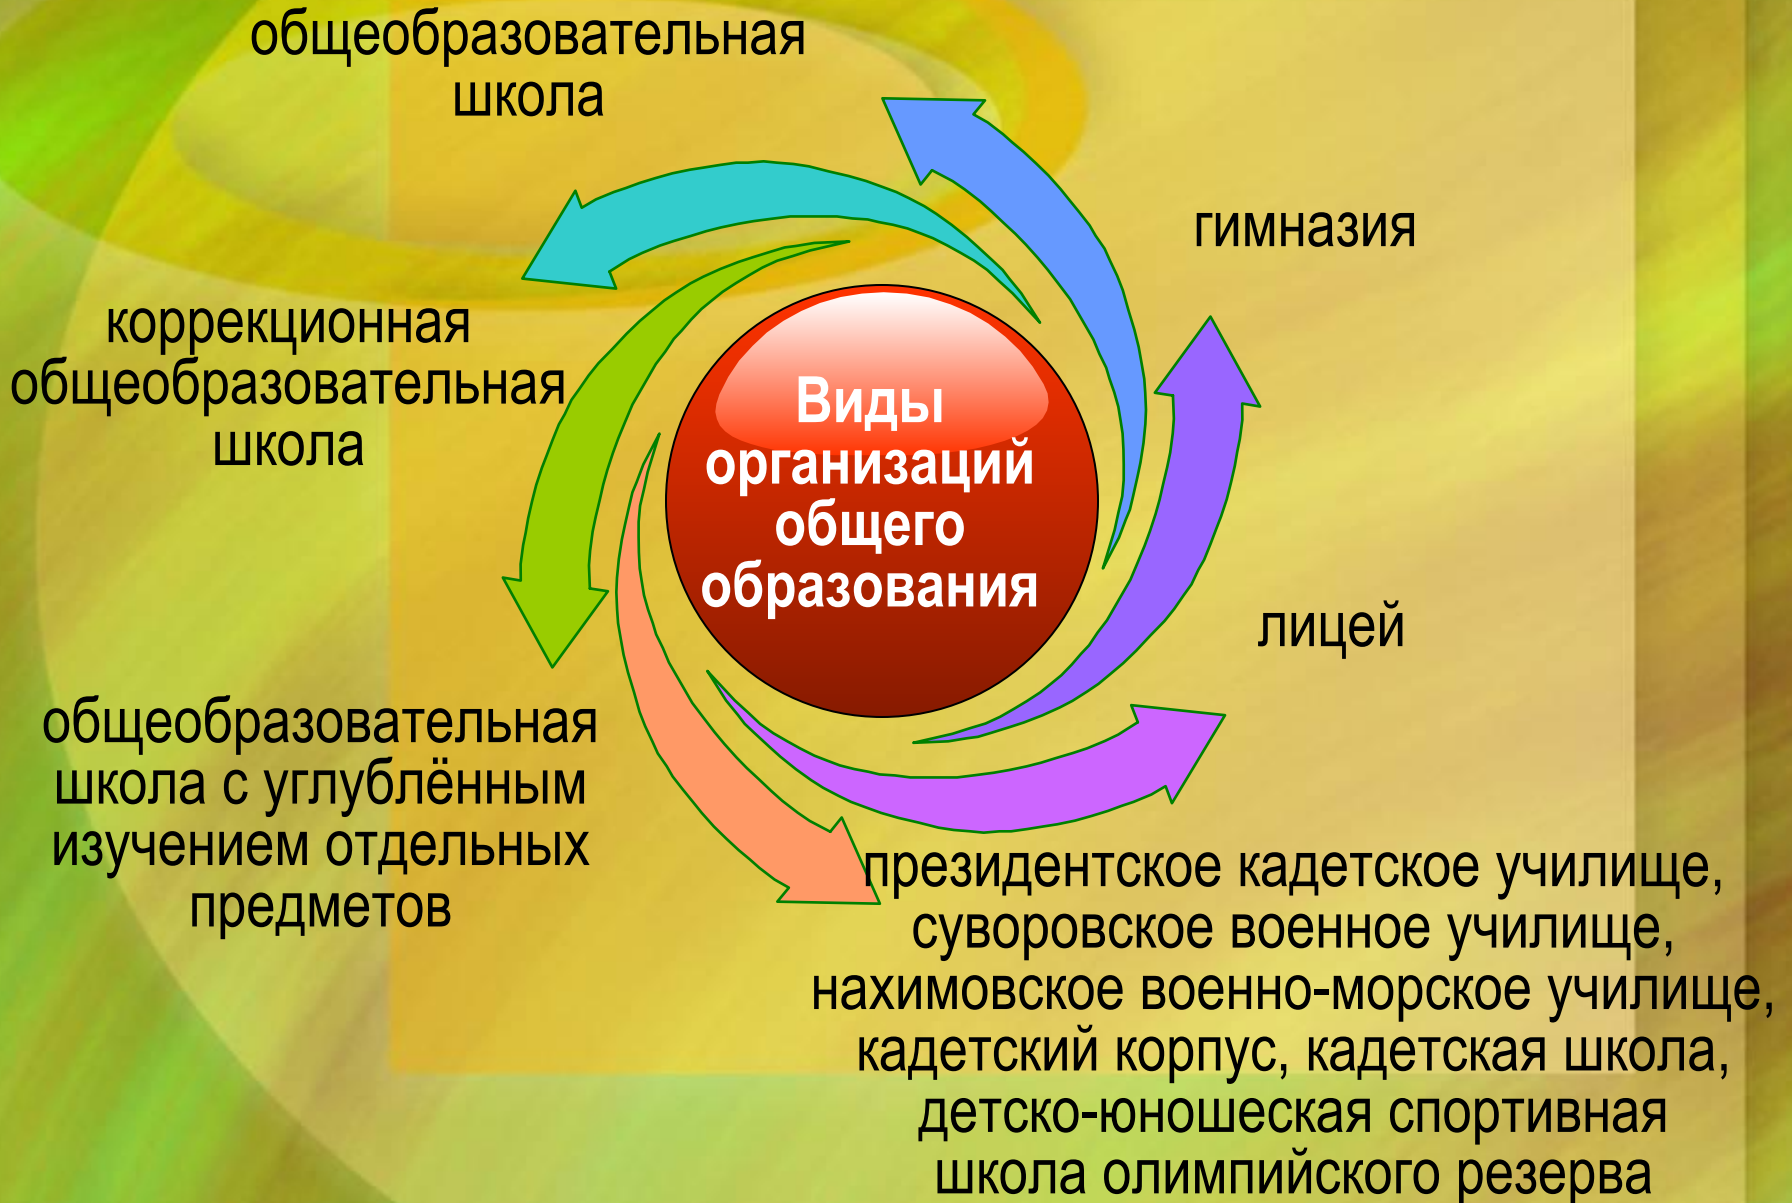 общеобразовательная
школа
гимназия
коррекционная
общеобразовательная
школа
Виды
организаций
общего
образования
лицей
общеобразовательная
школа с углублённым
изучением отдельных
предметов
президентское кадетское училище,
суворовское военное училище,
нахимовское военно-морское училище,
кадетский корпус, кадетская школа,
детско-юношеская спортивная
школа олимпийского резерва